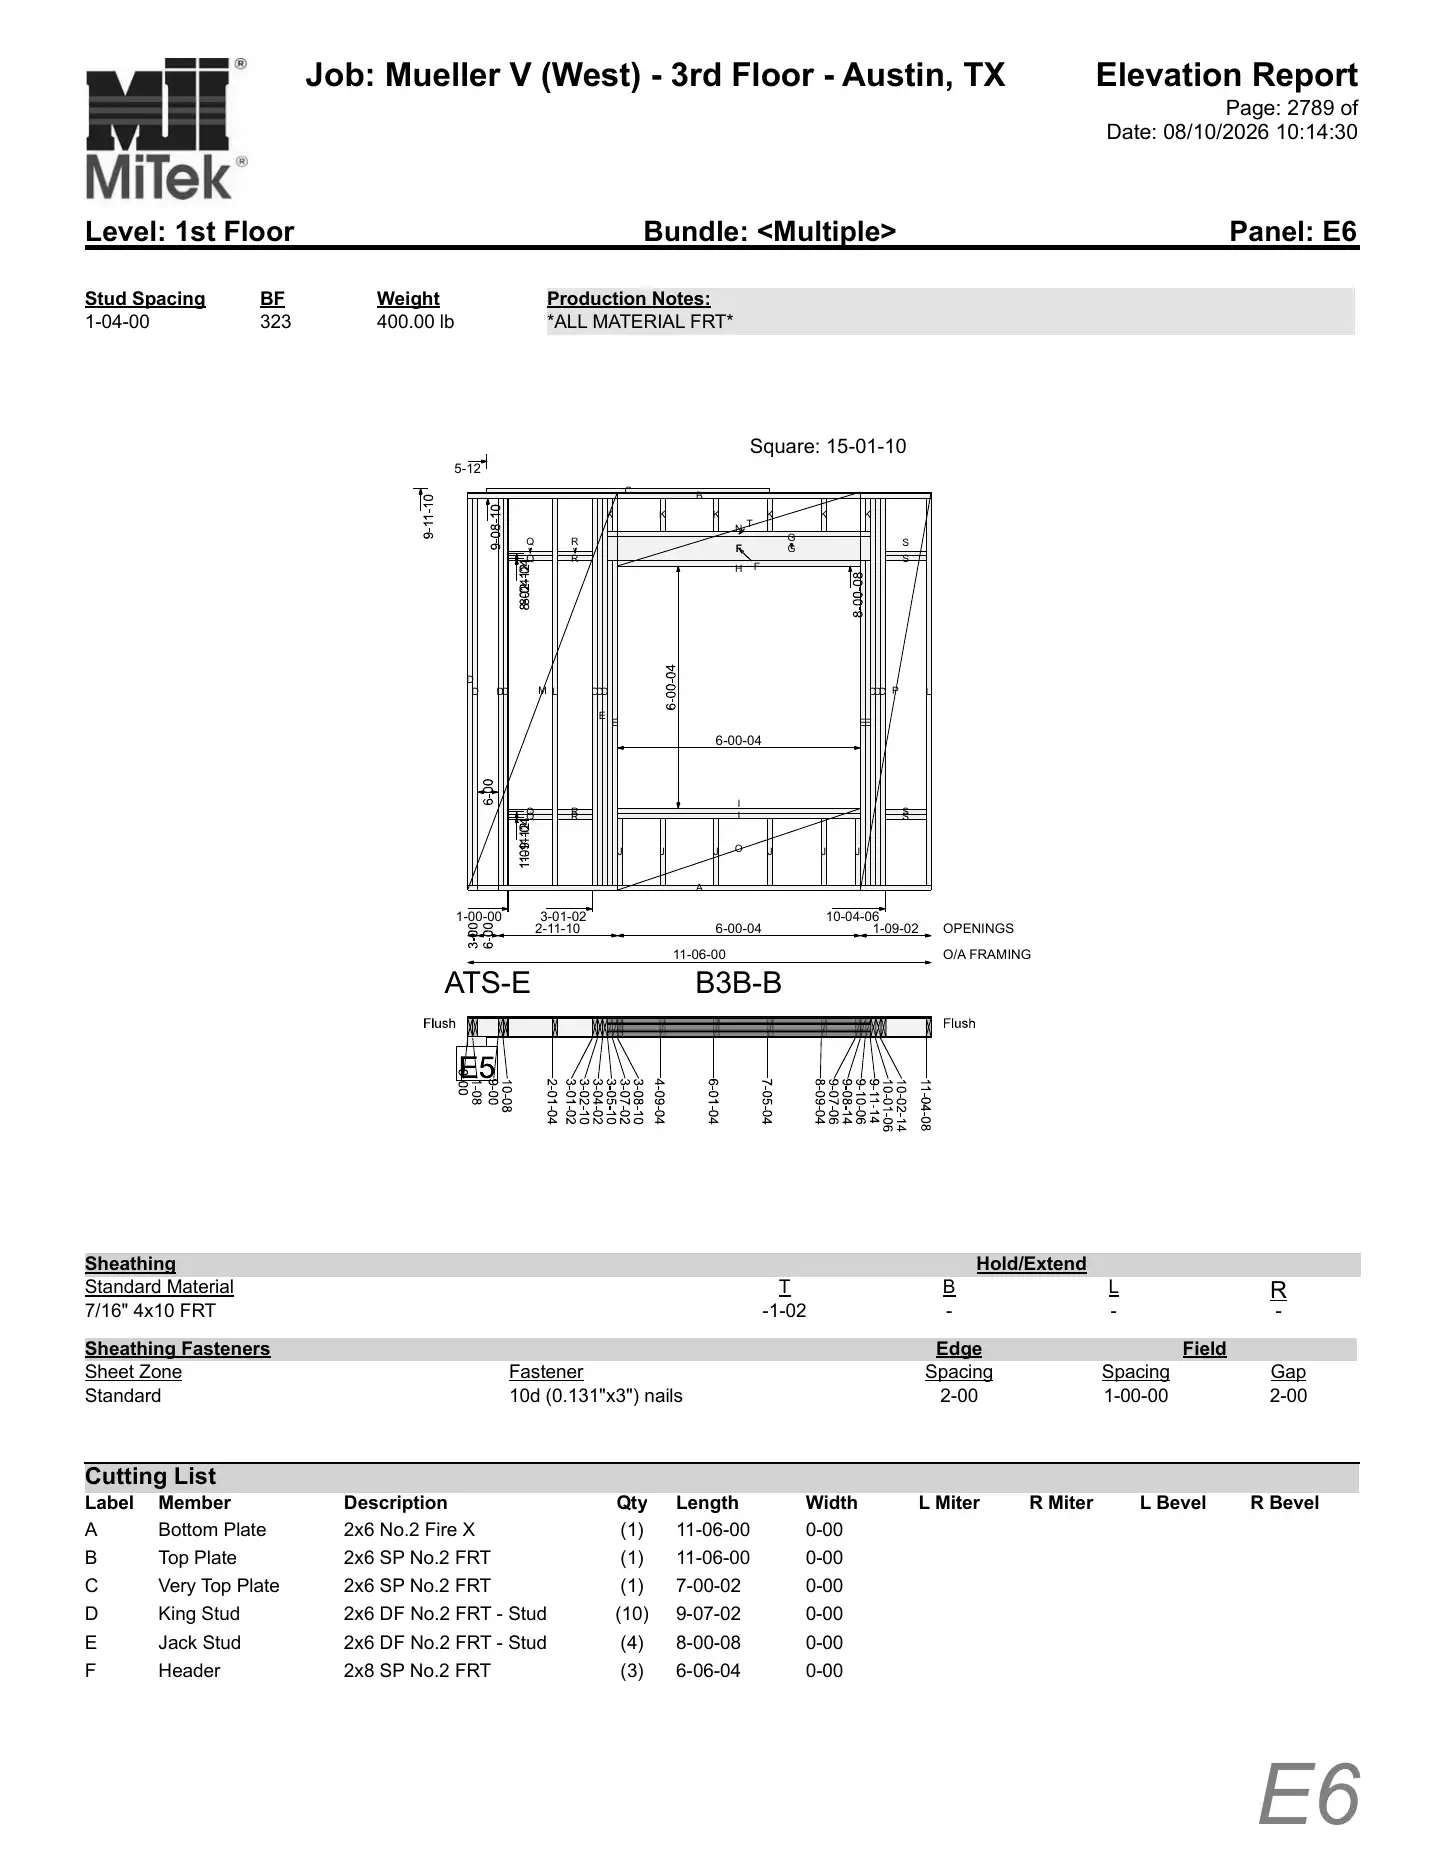 Job: Mueller V (West) - 3rd Floor - Austin, TX
Elevation Report
Page: 2789 of
Date: 08/10/2026 10:14:30
MiTek®
Level: 1st Floor
Bundle: <Multiple>
Panel: E6
Stud Spacing BF Weight Production Notes:
1-04-00 323 400.00 lb *ALL MATERIAL FRT*
Square: 15-01-10
5-12
C
B
9-11-10
9-08-10
K K K K K K
N T
Q R G S
F G
D R S
H F
8-00-08
6-00-04
D
D D D M L D D D D D D P L
E
E E E
6-00-04
6-00
I
Q R S
I
R S
J J J O J J J
A
1-00-00 3-01-02 10-04-06
3-00 6-00 2-11-10 6-00-04 1-09-02 OPENINGS
11-06-00 O/A FRAMING
ATS-E B3B-B
Flush Flush
E5
1-08 9-00 10-08 2-01-04 3-01-02 3-02-10 3-04-02 3-05-10 3-07-02 3-08-10 4-09-04 6-01-04 7-05-04 8-09-04 9-07-06 9-08-14 9-10-06 9-11-14 10-01-06 10-02-14 11-04-08
Sheathing Hold/Extend
Standard Material T B L R
7/16" 4x10 FRT -1-02 - - -
Sheathing Fasteners Edge Field
Sheet Zone Fastener Spacing Spacing Gap
Standard 10d (0.131"x3") nails 2-00 1-00-00 2-00
Cutting List
Label Member Description Qty Length Width L Miter R Miter L Bevel R Bevel
A Bottom Plate 2x6 No.2 Fire X (1) 11-06-00 0-00
B Top Plate 2x6 SP No.2 FRT (1) 11-06-00 0-00
C Very Top Plate 2x6 SP No.2 FRT (1) 7-00-02 0-00
D King Stud 2x6 DF No.2 FRT - Stud (10) 9-07-02 0-00
E Jack Stud 2x6 DF No.2 FRT - Stud (4) 8-00-08 0-00
F Header 2x8 SP No.2 FRT (3) 6-06-04 0-00
E6